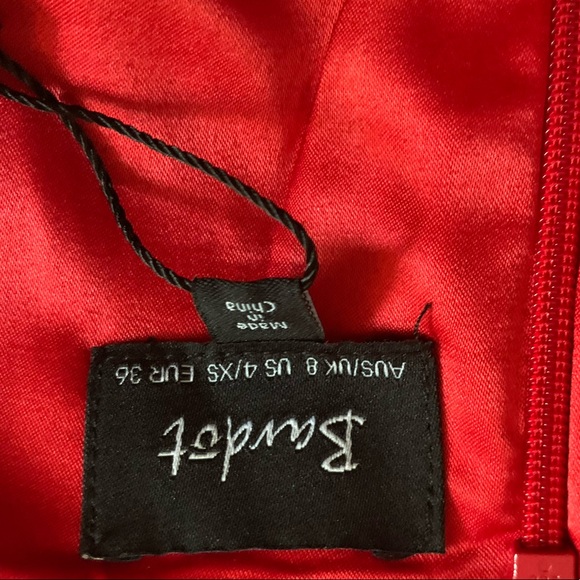 Bardot
AUS/UK 8 US 4/XS EUR 36
Made
in
China